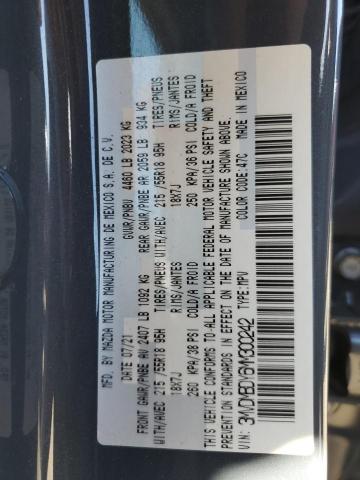 MFD. BY MAZDA MOTOR MANUFACTURING DE MEXICO S.A. DE C.V.
DATE 07/21 GVWR/PNBV 4460 LB 2023 KG
FRONT GAWR/PNBE AV 2407 LB 1092 KG REAR GAWR/PNBE AR 2059 LB 934 KG
WITH/AVEC 215/55R18 95H TIRES/PNEUS WITH/AVEC 215/55R18 95H TIRES/PNEUS
18X7J RIMS/JANTES 18X7J RIMS/JANTES
260 KPA/38 PSI COLD/A FROID 250 KPA/36 PSI COLD/A FROID
THIS VEHICLE CONFORMS TO ALL APPLICABLE FEDERAL MOTOR VEHICLE SAFETY AND THEFT
PREVENTION STANDARDS IN EFFECT ON THE DATE OF MANUFACTURE SHOWN ABOVE.
3MVDMBDY9NM300242 COLOR CODE:47C
VIN: TYPE:MPV MADE IN MEXICO